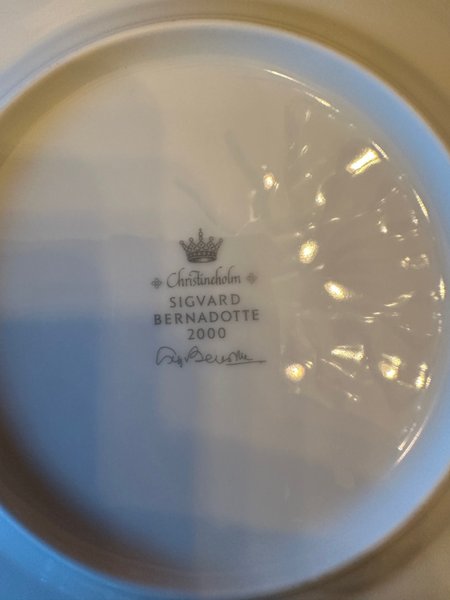 Christineholm
SIGVARD
BERNADOTTE
2000